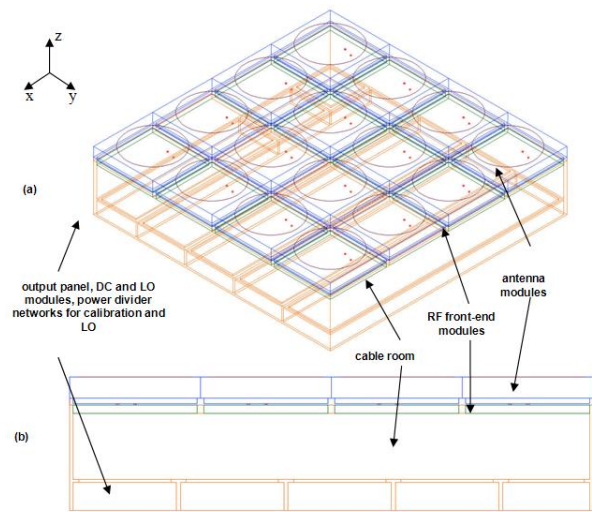 z
x
y
(a)
output panel, DC and LO
modules, power divider
networks for calibration and
LO
antenna
modules
RF front-end
modules
cable room
(b)